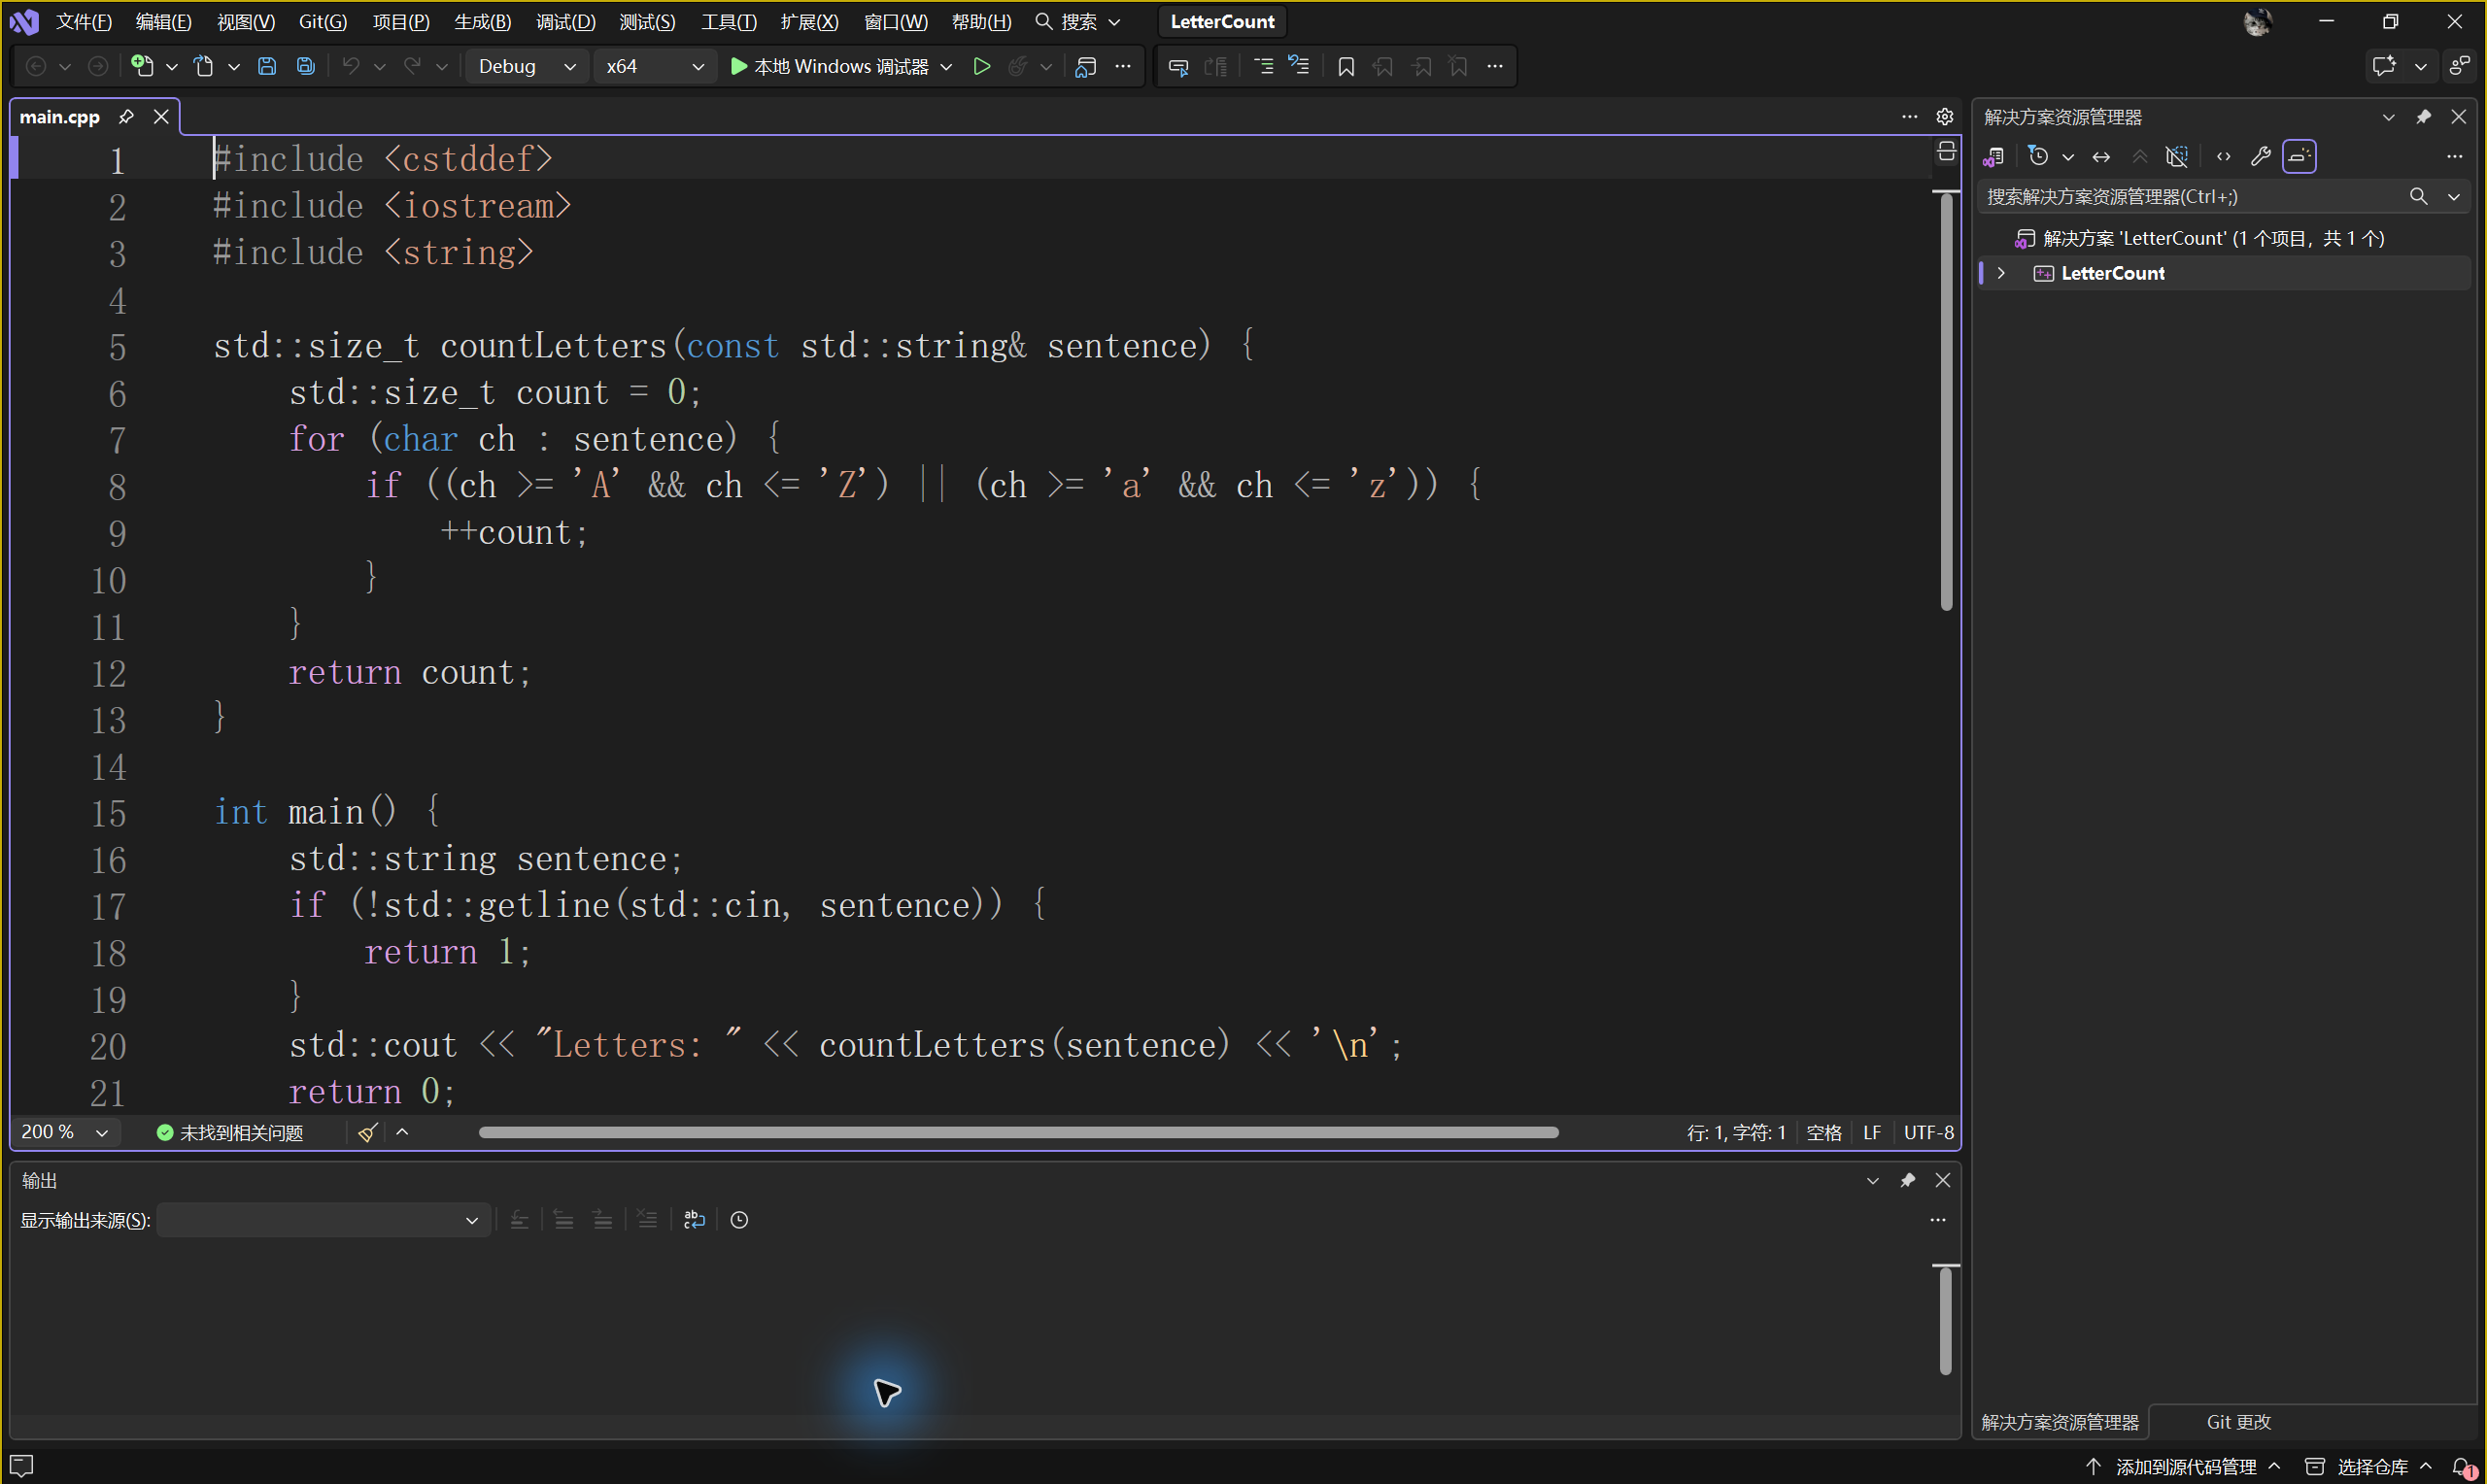 文件(F) 编辑(E) 视图(V) Git(G) 项目(P) 生成(B) 调试(D) 测试(S) 工具(T) 扩展(X) 窗口(W) 帮助(H) 搜索 LetterCount
Debug x64 本地 Windows 调试器
main.cpp
1 #include <cstddef>
2 #include <iostream>
3 #include <string>
4
5 std::size_t countLetters(const std::string& sentence) {
6     std::size_t count = 0;
7     for (char ch : sentence) {
8         if ((ch >= 'A' && ch <= 'Z') || (ch >= 'a' && ch <= 'z')) {
9             ++count;
10         }
11     }
12     return count;
13 }
14
15 int main() {
16     std::string sentence;
17     if (!std::getline(std::cin, sentence)) {
18         return 1;
19     }
20     std::cout << "Letters: " << countLetters(sentence) << '\n';
21     return 0;
200 % 未找到相关问题 行: 1, 字符: 1 空格 LF UTF-8
输出
显示输出来源(S):
解决方案资源管理器
搜索解决方案资源管理器(Ctrl+;)
解决方案 'LetterCount' (1 个项目，共 1 个)
LetterCount
解决方案资源管理器 Git 更改
添加到源代码管理 选择仓库 1